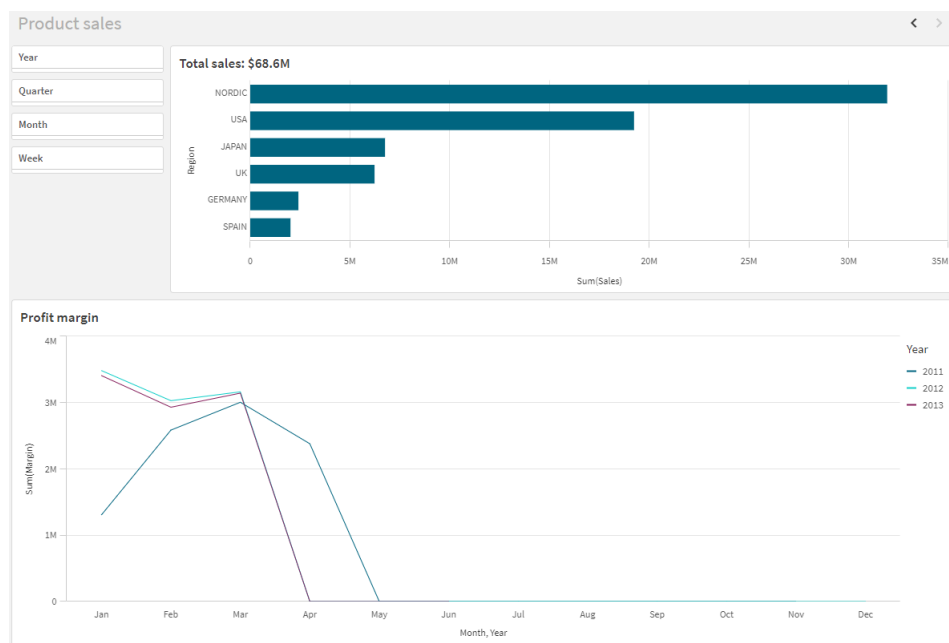 Product sales
Year
Quarter
Month
Week
Total sales: $68.6M
Region
NORDIC
USA
JAPAN
UK
GERMANY
SPAIN
0 5M 10M 15M 20M 25M 30M 35M
Sum(Sales)
Profit margin
Sum(Margin)
4M
3M
2M
1M
0
Jan Feb Mar Apr May Jun Jul Aug Sep Oct Nov Dec
Month, Year
Year
2011
2012
2013